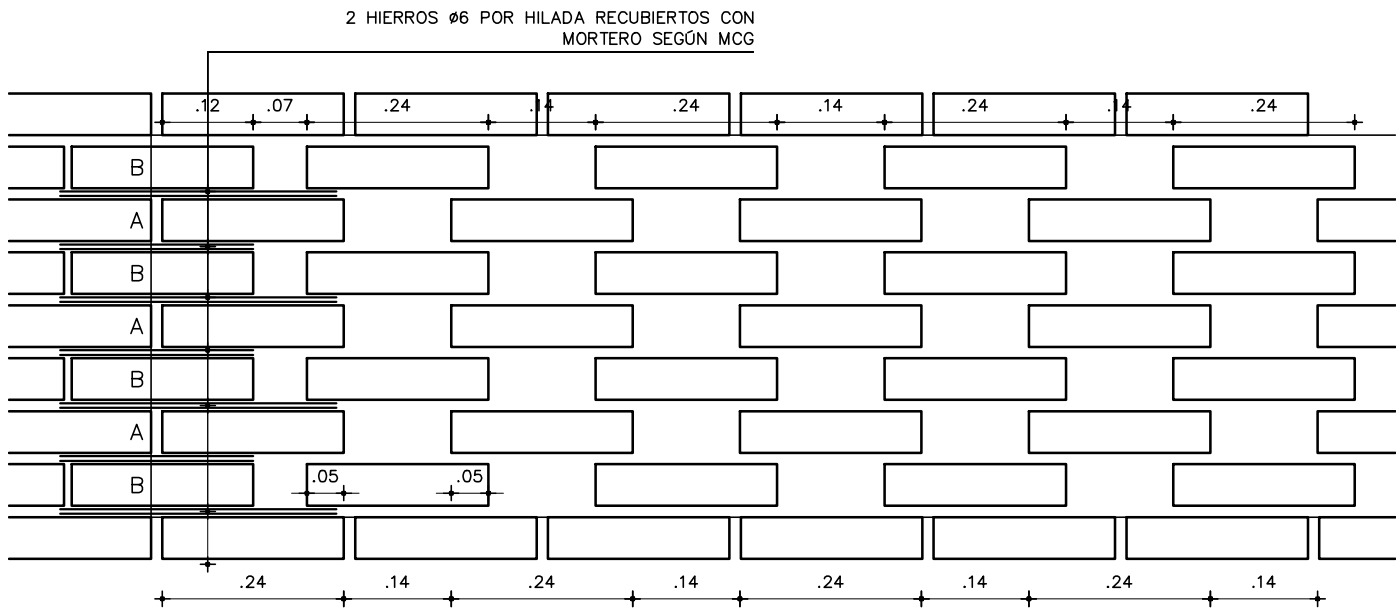 2 HIERROS ø6 POR HILADA RECUBIERTOS CON
MORTERO SEGÚN MCG
.12 .07 .24 .14 .24 .14 .24 .14 .24
B
A
B
A
B
A
B
.05 .05
.24 .14 .24 .14 .24 .14 .24 .14